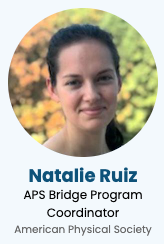 Natalie Ruiz
APS Bridge Program
Coordinator
American Physical Society